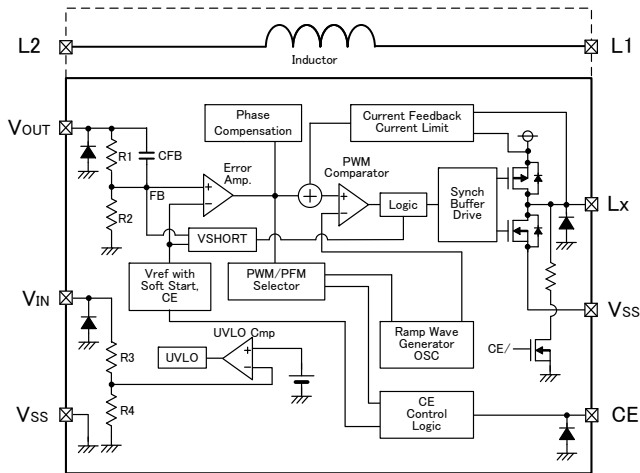 L2
L1
Inductor
VOUT
Phase
Compensation
Current Feedback
Current Limit
R1
CFB
Error
Amp.
PWM
Comparator
FB
Logic
Synch
Buffer
Drive
Lx
R2
VSHORT
Vref with
Soft Start,
CE
PWM/PFM
Selector
VIN
VSS
Ramp Wave
Generator
OSC
UVLO Cmp
UVLO
R3
CE/
R4
VSS
CE
Control
Logic
CE